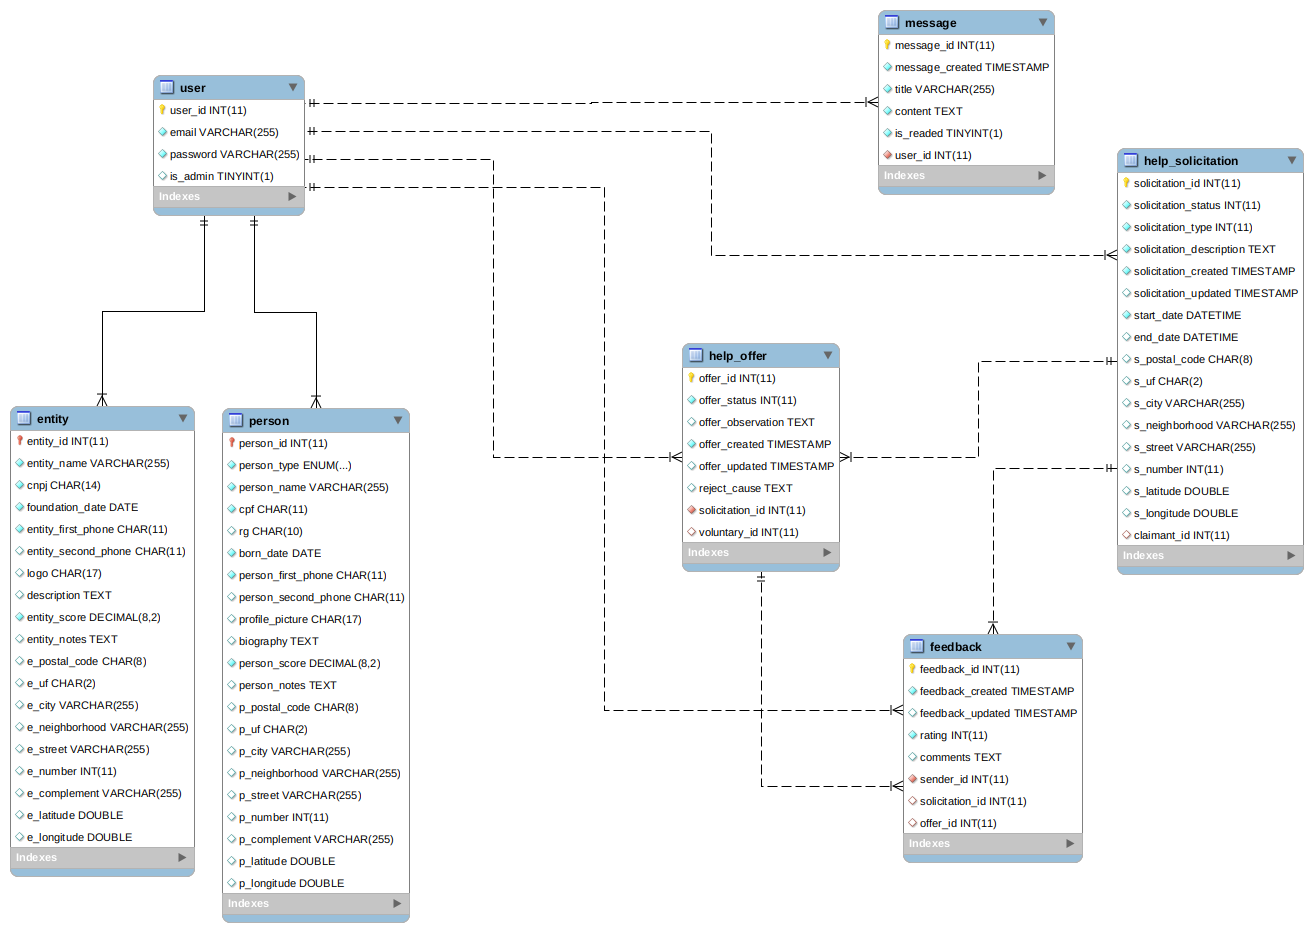 message
message_id INT(11)
message_created TIMESTAMP
title VARCHAR(255)
content TEXT
is_readed TINYINT(1)
user_id INT(11)
Indexes
user
user_id INT(11)
email VARCHAR(255)
password VARCHAR(255)
is_admin TINYINT(1)
Indexes
help_solicitation
solicitation_id INT(11)
solicitation_status INT(11)
solicitation_type INT(11)
solicitation_description TEXT
solicitation_created TIMESTAMP
solicitation_updated TIMESTAMP
start_date DATETIME
end_date DATETIME
s_postal_code CHAR(8)
s_uf CHAR(2)
s_city VARCHAR(255)
s_neighborhood VARCHAR(255)
s_street VARCHAR(255)
s_number INT(11)
s_latitude DOUBLE
s_longitude DOUBLE
claimant_id INT(11)
Indexes
help_offer
offer_id INT(11)
offer_status INT(11)
offer_observation TEXT
offer_created TIMESTAMP
offer_updated TIMESTAMP
reject_cause TEXT
solicitation_id INT(11)
voluntary_id INT(11)
Indexes
entity
entity_id INT(11)
entity_name VARCHAR(255)
cnpj CHAR(14)
foundation_date DATE
entity_first_phone CHAR(11)
entity_second_phone CHAR(11)
logo CHAR(17)
description TEXT
entity_score DECIMAL(8,2)
entity_notes TEXT
e_postal_code CHAR(8)
e_uf CHAR(2)
e_city VARCHAR(255)
e_neighborhood VARCHAR(255)
e_street VARCHAR(255)
e_number INT(11)
e_complement VARCHAR(255)
e_latitude DOUBLE
e_longitude DOUBLE
Indexes
person
person_id INT(11)
person_type ENUM(...)
person_name VARCHAR(255)
cpf CHAR(11)
rg CHAR(10)
born_date DATE
person_first_phone CHAR(11)
person_second_phone CHAR(11)
profile_picture CHAR(17)
biography TEXT
person_score DECIMAL(8,2)
person_notes TEXT
p_postal_code CHAR(8)
p_uf CHAR(2)
p_city VARCHAR(255)
p_neighborhood VARCHAR(255)
p_street VARCHAR(255)
p_number INT(11)
p_complement VARCHAR(255)
p_latitude DOUBLE
p_longitude DOUBLE
Indexes
feedback
feedback_id INT(11)
feedback_created TIMESTAMP
feedback_updated TIMESTAMP
rating INT(11)
comments TEXT
sender_id INT(11)
solicitation_id INT(11)
offer_id INT(11)
Indexes